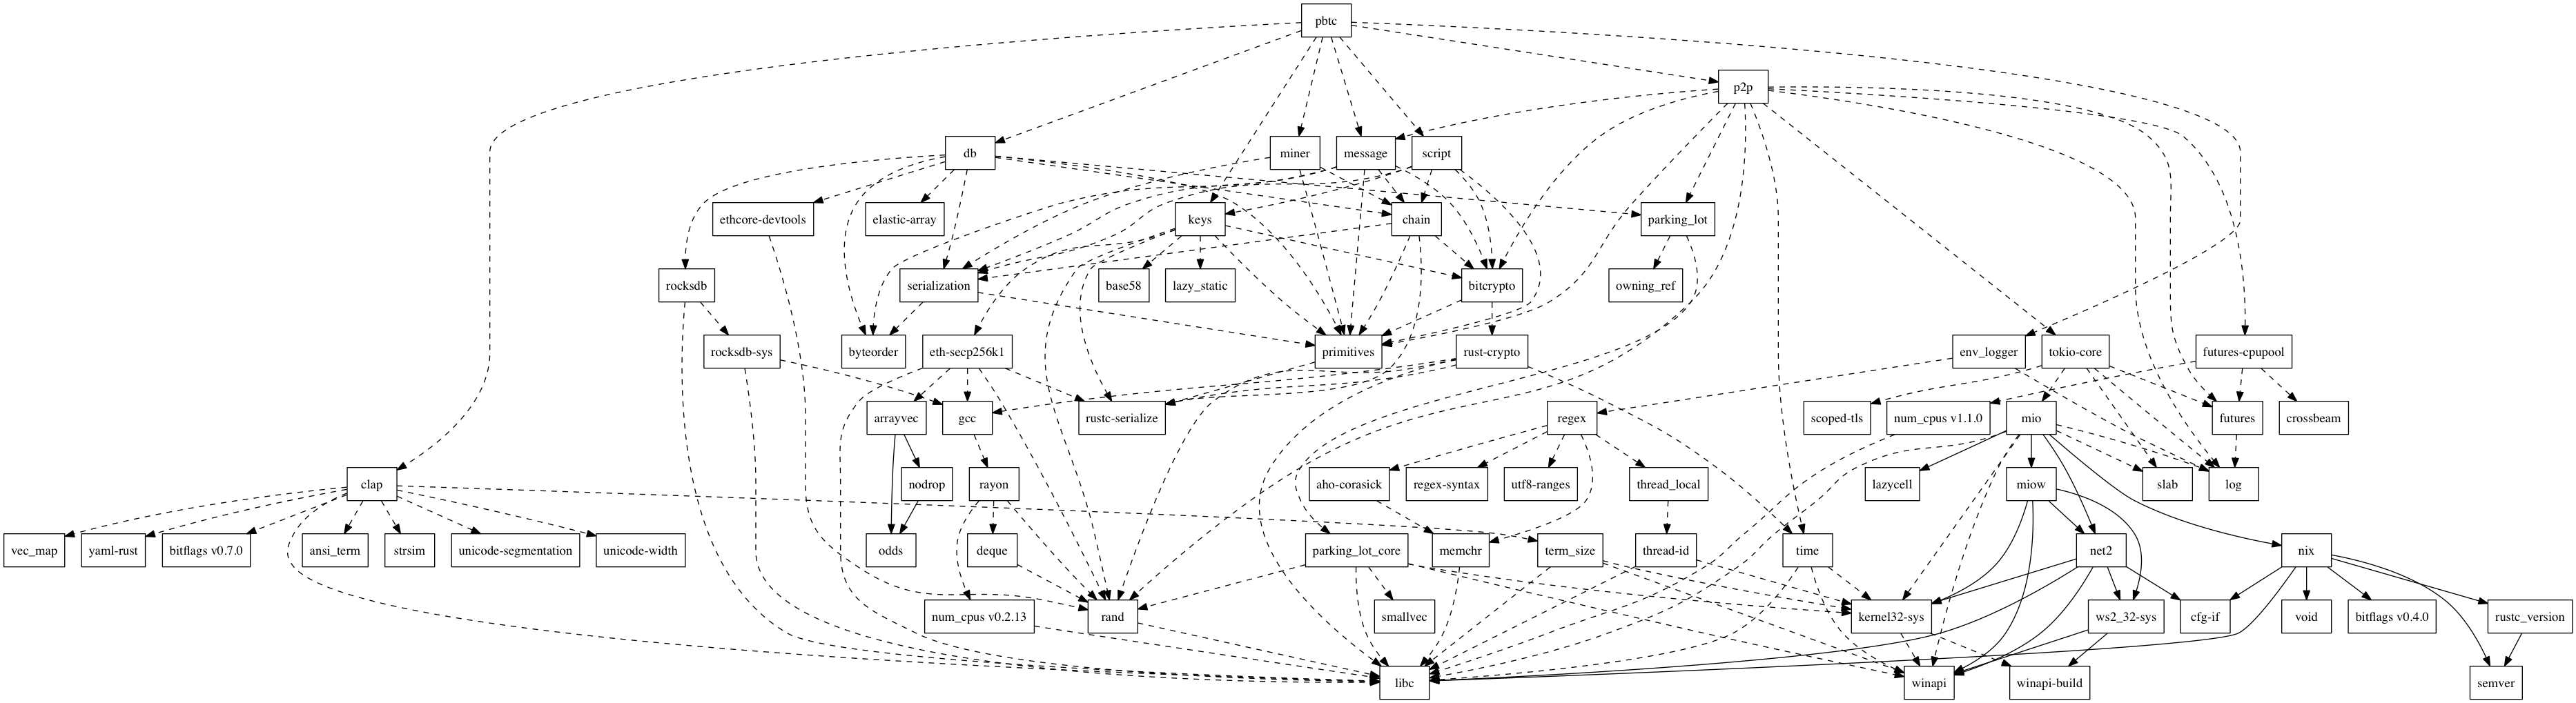 pbtc
p2p
db
miner
message
script
ethcore-devtools
elastic-array
keys
chain
parking_lot
rocksdb
serialization
base58
lazy_static
bitcrypto
owning_ref
rocksdb-sys
byteorder
eth-secp256k1
primitives
rust-crypto
env_logger
tokio-core
futures-cpupool
arrayvec
gcc
rustc-serialize
regex
scoped-tls
num_cpus v1.1.0
mio
futures
crossbeam
clap
nodrop
rayon
aho-corasick
regex-syntax
utf8-ranges
thread_local
lazycell
miow
slab
log
vec_map
yaml-rust
bitflags v0.7.0
ansi_term
strsim
unicode-segmentation
unicode-width
odds
deque
parking_lot_core
memchr
term_size
thread-id
time
net2
nix
num_cpus v0.2.13
rand
smallvec
kernel32-sys
ws2_32-sys
cfg-if
void
bitflags v0.4.0
rustc_version
libc
winapi
winapi-build
semver